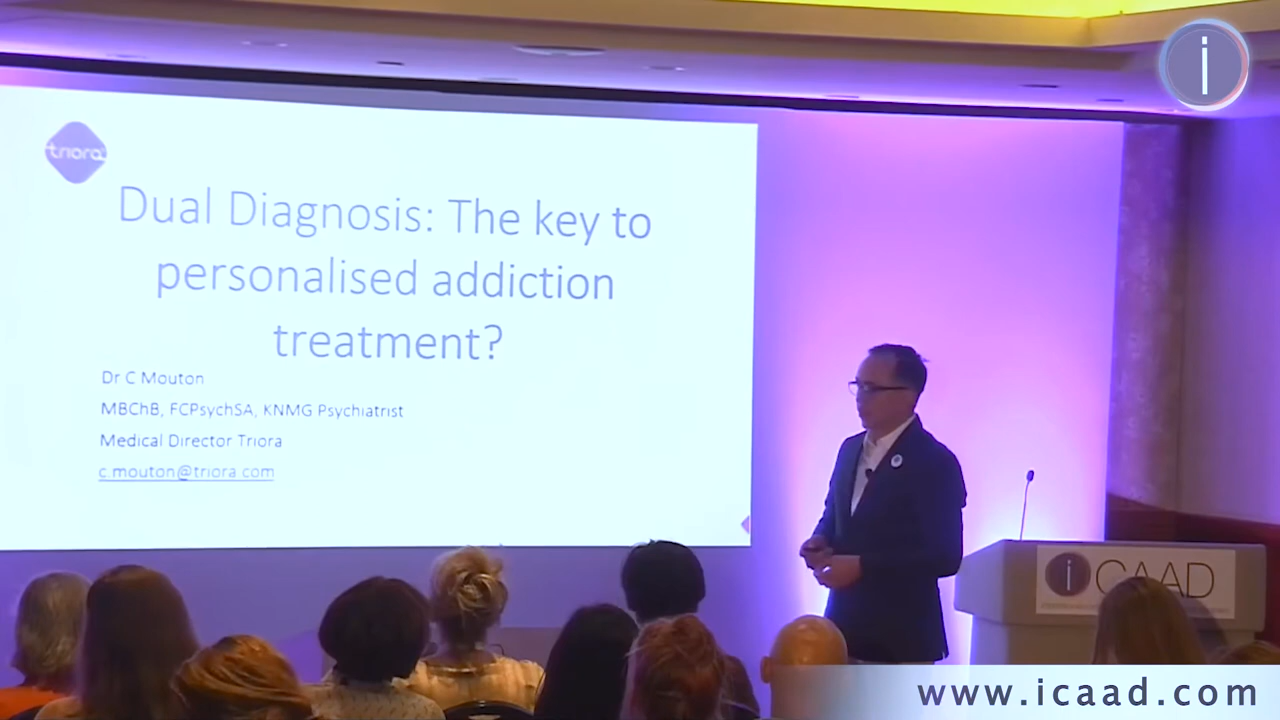 i
triora
Dual Diagnosis: The key to
personalised addiction
treatment?
Dr C Mouton
MBChB, FCPsychSA, KNMG Psychiatrist
Medical Director Triora
c.mouton@triora.com
iCAAD
www.icaad.com